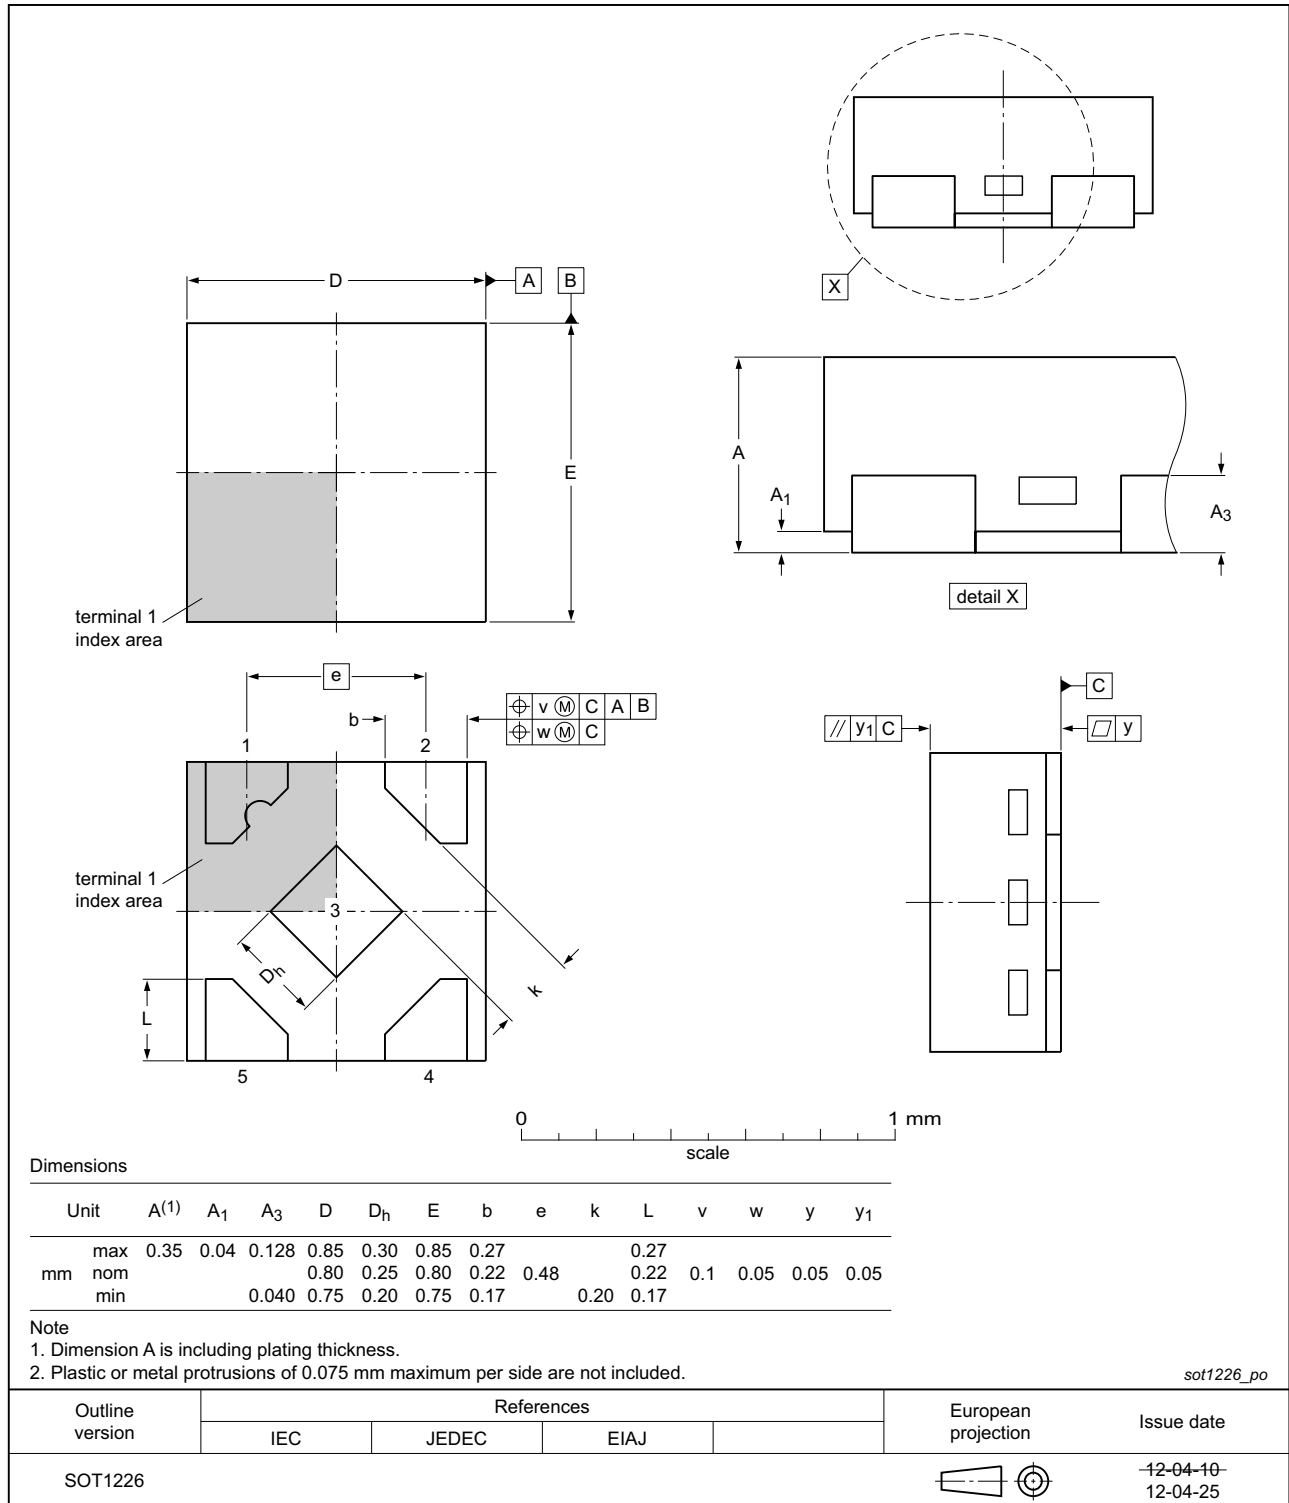 X
D A B
E
terminal 1
index area
A
A1
A3
detail X
e
b
v M C A B
w M C
1 2
terminal 1
index area
3
Dh
k
L
5 4
C
// y1 C
y
0 1 mm
scale
Dimensions
Unit A(1) A1 A3 D Dh E b e k L v w y y1
max 0.35 0.04 0.128 0.85 0.30 0.85 0.27 0.27
mm nom 0.80 0.25 0.80 0.22 0.48 0.22 0.1 0.05 0.05 0.05
min 0.040 0.75 0.20 0.75 0.17 0.20 0.17
Note
1. Dimension A is including plating thickness.
2. Plastic or metal protrusions of 0.075 mm maximum per side are not included.
sot1226_po
Outline
version
References
IEC JEDEC EIAJ
European
projection
Issue date
SOT1226
12-04-10
12-04-25